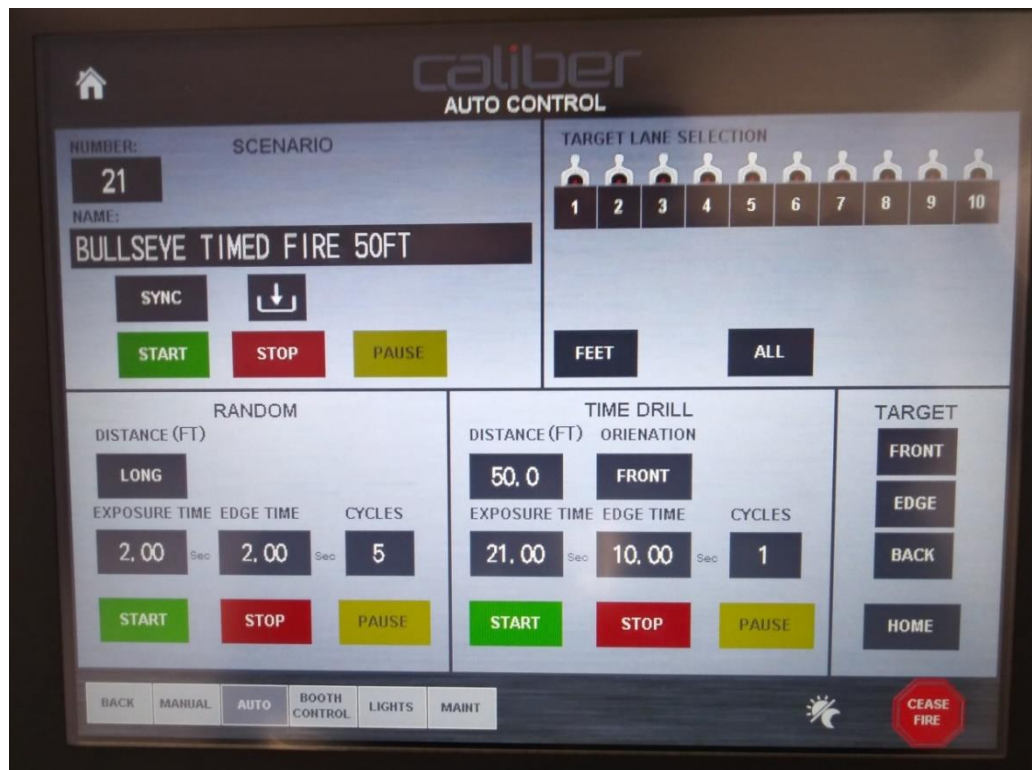 caliber
AUTO CONTROL
NUMBER: SCENARIO
21
NAME:
BULLSEYE TIMED FIRE 50FT
SYNC
START STOP PAUSE
TARGET LANE SELECTION
1 2 3 4 5 6 7 8 9 10
FEET ALL
RANDOM
DISTANCE (FT)
LONG
EXPOSURE TIME EDGE TIME CYCLES
2.00 Sec 2.00 Sec 5
START STOP PAUSE
TIME DRILL
DISTANCE (FT) ORIENATION
50.0 FRONT
EXPOSURE TIME EDGE TIME CYCLES
21.00 Sec 10.00 Sec 1
START STOP PAUSE
TARGET
FRONT
EDGE
BACK
HOME
BACK MANUAL AUTO BOOTH CONTROL LIGHTS MAINT
CEASE
FIRE